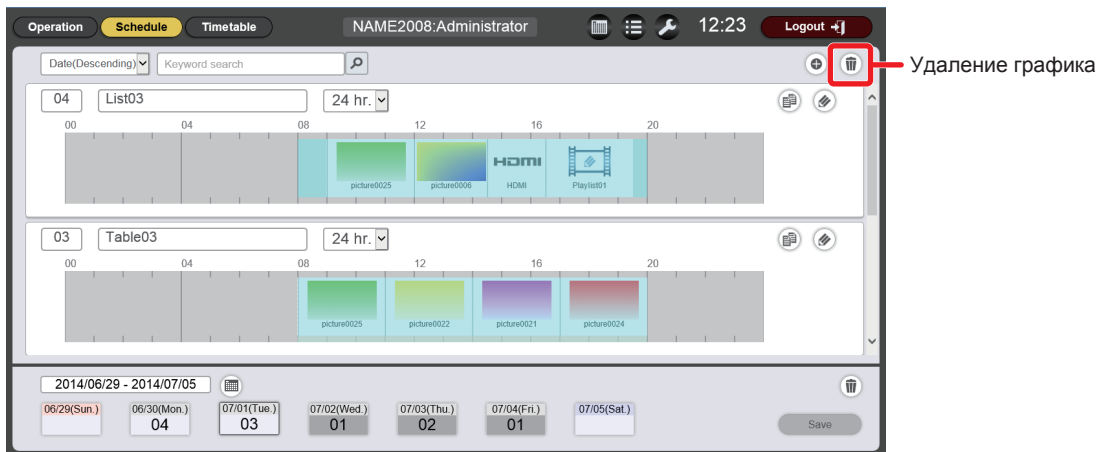 Operation Schedule Timetable NAME2008:Administrator 12:23 Logout
Date(Descending) Keyword search
Удаление графика
04 List03 24 hr.
00 04 08 12 16 20
HDMI
picture0025 picture0006 HDMI Playlist01
03 Table03 24 hr.
00 04 08 12 16 20
picture0025 picture0022 picture0021 picture0024
2014/06/29 - 2014/07/05
06/29(Sun.) 06/30(Mon.) 07/01(Tue.) 07/02(Wed.) 07/03(Thu.) 07/04(Fri.) 07/05(Sat.)
04 03 01 02 01 Save